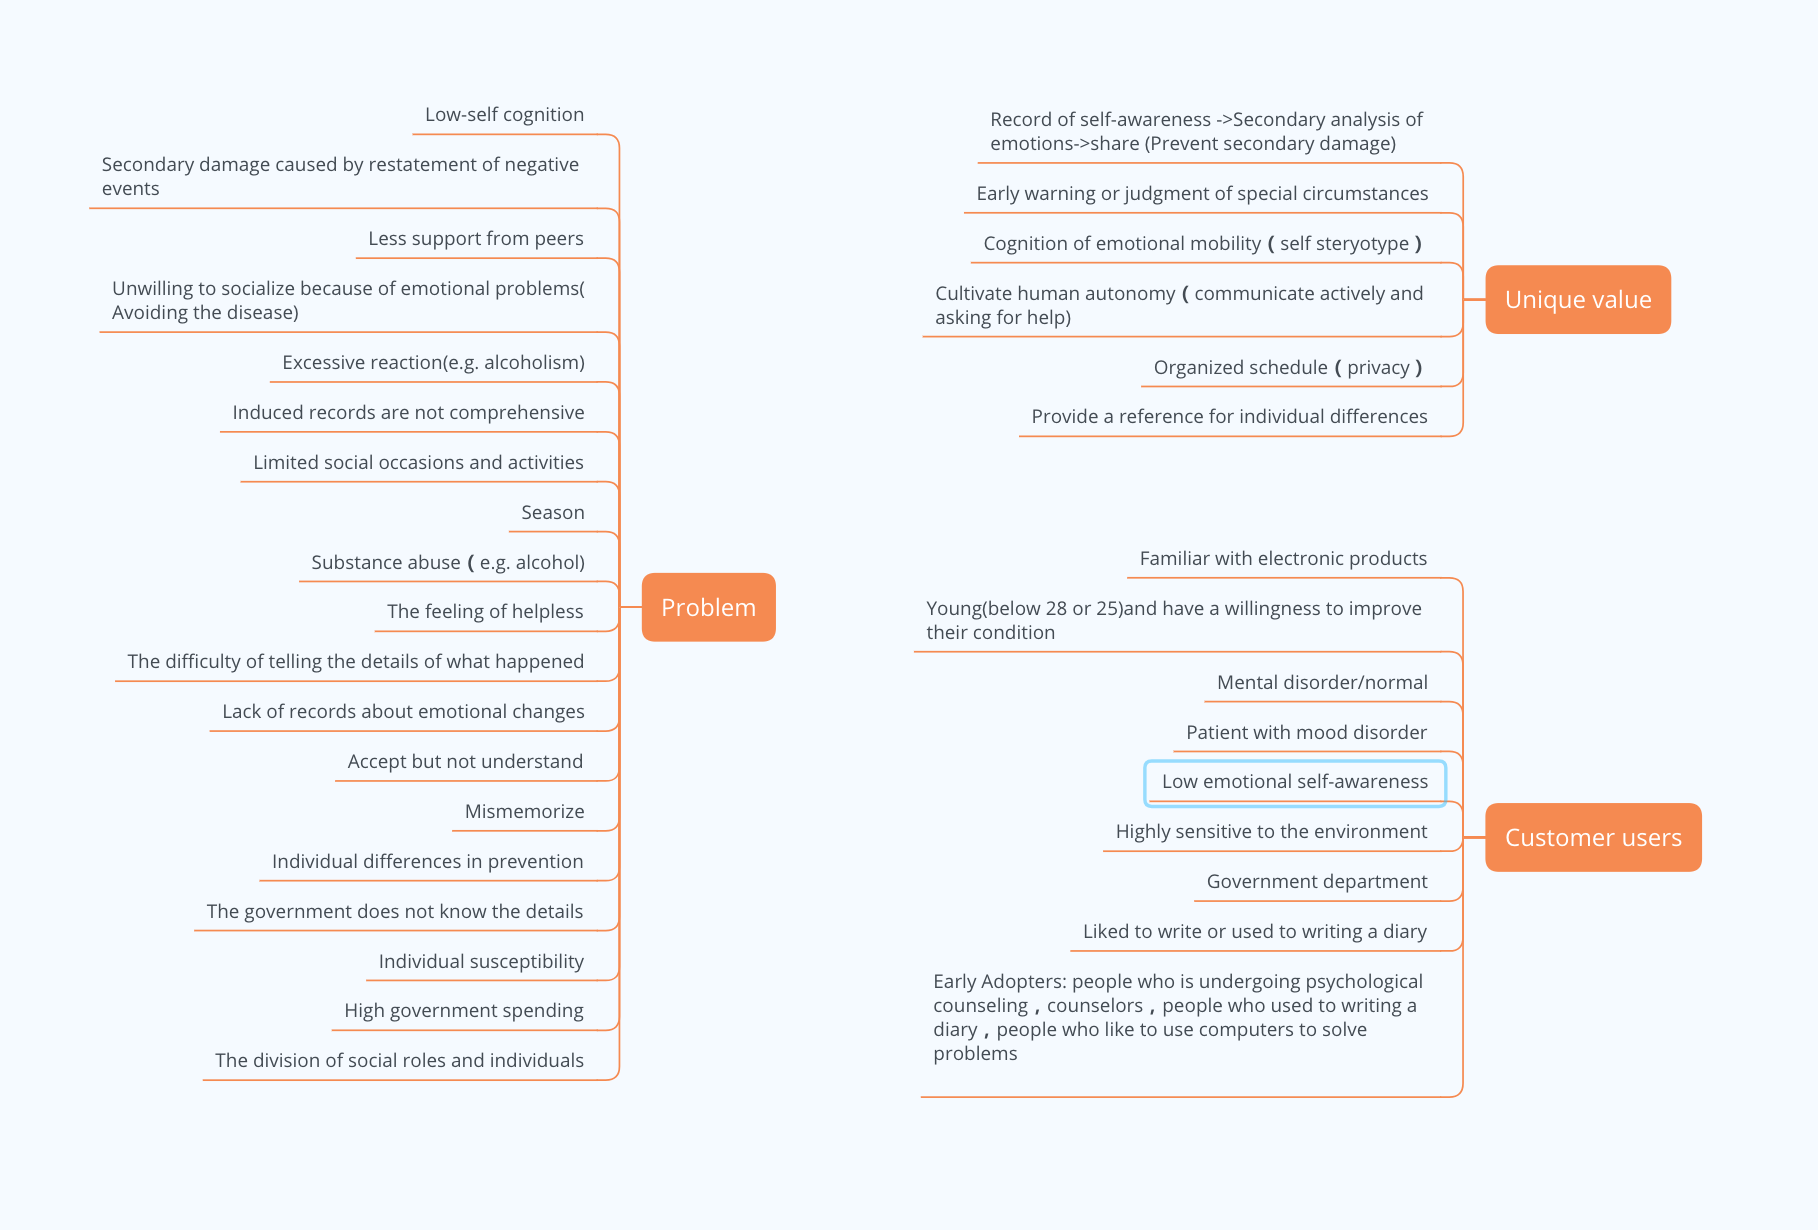 Low-self cognition
Secondary damage caused by restatement of negative
events
Less support from peers
Unwilling to socialize because of emotional problems(
Avoiding the disease)
Excessive reaction(e.g. alcoholism)
Induced records are not comprehensive
Limited social occasions and activities
Season
Substance abuse ( e.g. alcohol)
The feeling of helpless
The difficulty of telling the details of what happened
Lack of records about emotional changes
Accept but not understand
Mismemorize
Individual differences in prevention
The government does not know the details
Individual susceptibility
High government spending
The division of social roles and individuals
Problem
Record of self-awareness ->Secondary analysis of
emotions->share (Prevent secondary damage)
Early warning or judgment of special circumstances
Cognition of emotional mobility ( self steryotype )
Cultivate human autonomy ( communicate actively and
asking for help)
Organized schedule ( privacy )
Provide a reference for individual differences
Unique value
Familiar with electronic products
Young(below 28 or 25)and have a willingness to improve
their condition
Mental disorder/normal
Patient with mood disorder
Low emotional self-awareness
Highly sensitive to the environment
Government department
Liked to write or used to writing a diary
Early Adopters: people who is undergoing psychological
counseling , counselors , people who used to writing a
diary , people who like to use computers to solve
problems
Customer users